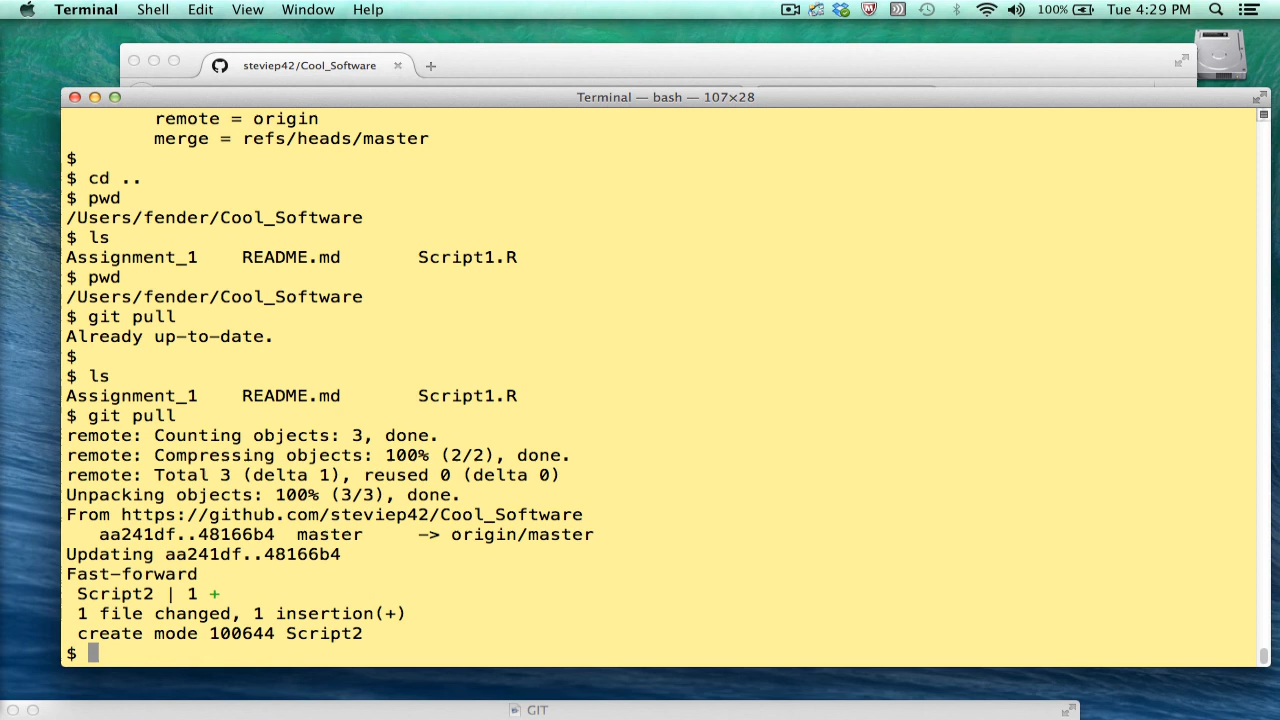 Terminal Shell Edit View Window Help 100% Tue 4:29 PM
steviep42/Cool_Software
Terminal — bash — 107×28
remote = origin
merge = refs/heads/master
$
$ cd ..
$ pwd
/Users/fender/Cool_Software
$ ls
Assignment_1 README.md Script1.R
$ pwd
/Users/fender/Cool_Software
$ git pull
Already up-to-date.
$
$ ls
Assignment_1 README.md Script1.R
$ git pull
remote: Counting objects: 3, done.
remote: Compressing objects: 100% (2/2), done.
remote: Total 3 (delta 1), reused 0 (delta 0)
Unpacking objects: 100% (3/3), done.
From https://github.com/steviep42/Cool_Software
aa241df..48166b4 master -> origin/master
Updating aa241df..48166b4
Fast-forward
Script2 | 1 +
1 file changed, 1 insertion(+)
create mode 100644 Script2
$
GIT